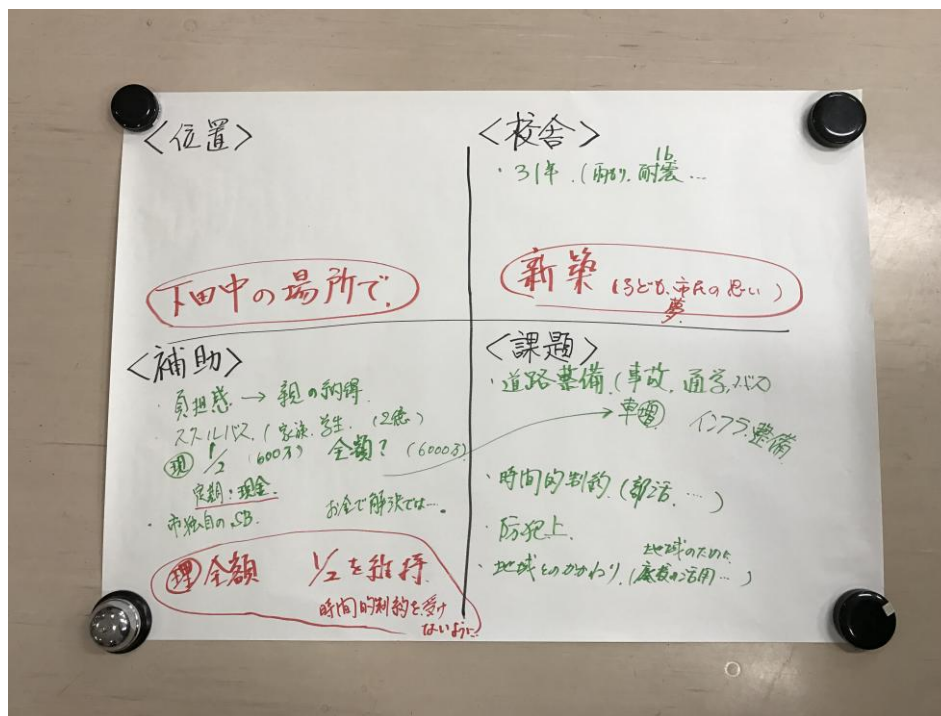 <位置>
下田中の場所で.
<校舎>
・31年.(雨もり.耐震…
新築(子ども、市民の思い)
夢
<補助>
・負担感→親の納得
・スクールバス.(家族.学生.(2億)
現 1/2(600万) 全額?(6000万)
定期:現金
お金で解決では…。
・市独自のSB.
理 全額 1/2を維持
時間的制約を受け
ないように
<課題>
・道路整備.(事故.通学.バス
車 インフラ整備
・時間的制約.(部活.…)
・防犯上.
地域のために
・地域とのかかわり.(廃校の活用…)